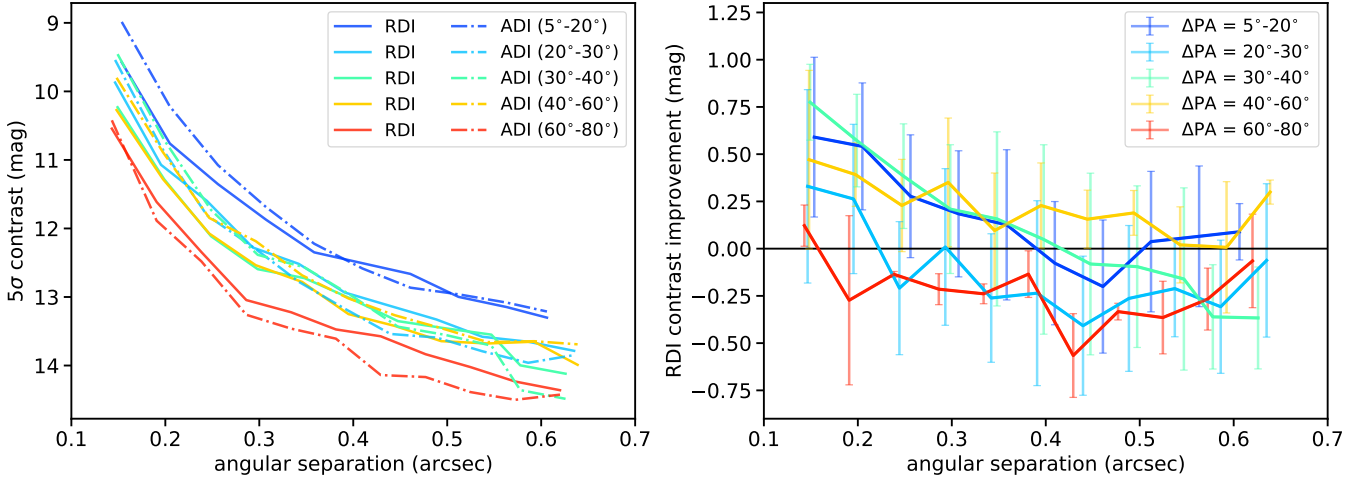 9
10
11
12
13
14
5σ contrast (mag)
0.1 0.2 0.3 0.4 0.5 0.6 0.7
angular separation (arcsec)
RDI ADI (5°-20°)
RDI ADI (20°-30°)
RDI ADI (30°-40°)
RDI ADI (40°-60°)
RDI ADI (60°-80°)
1.25
1.00
0.75
0.50
0.25
0.00
−0.25
−0.50
−0.75
RDI contrast improvement (mag)
0.1 0.2 0.3 0.4 0.5 0.6 0.7
angular separation (arcsec)
ΔPA = 5°-20°
ΔPA = 20°-30°
ΔPA = 30°-40°
ΔPA = 40°-60°
ΔPA = 60°-80°